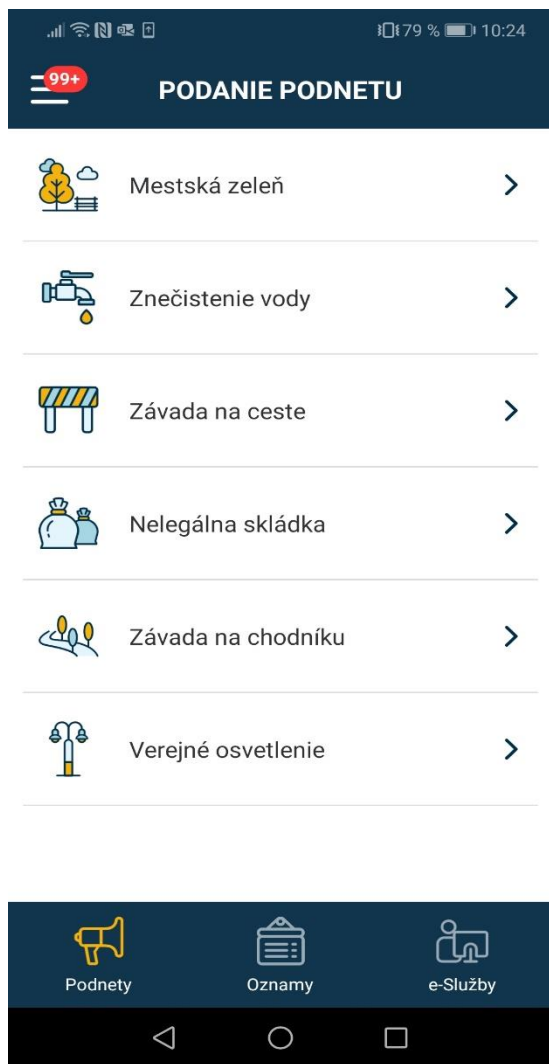 79 % 10:24
99+
PODANIE PODNETU
Mestská zeleň
Znečistenie vody
Závada na ceste
Nelegálna skládka
Závada na chodníku
Verejné osvetlenie
Podnety Oznamy e-Služby